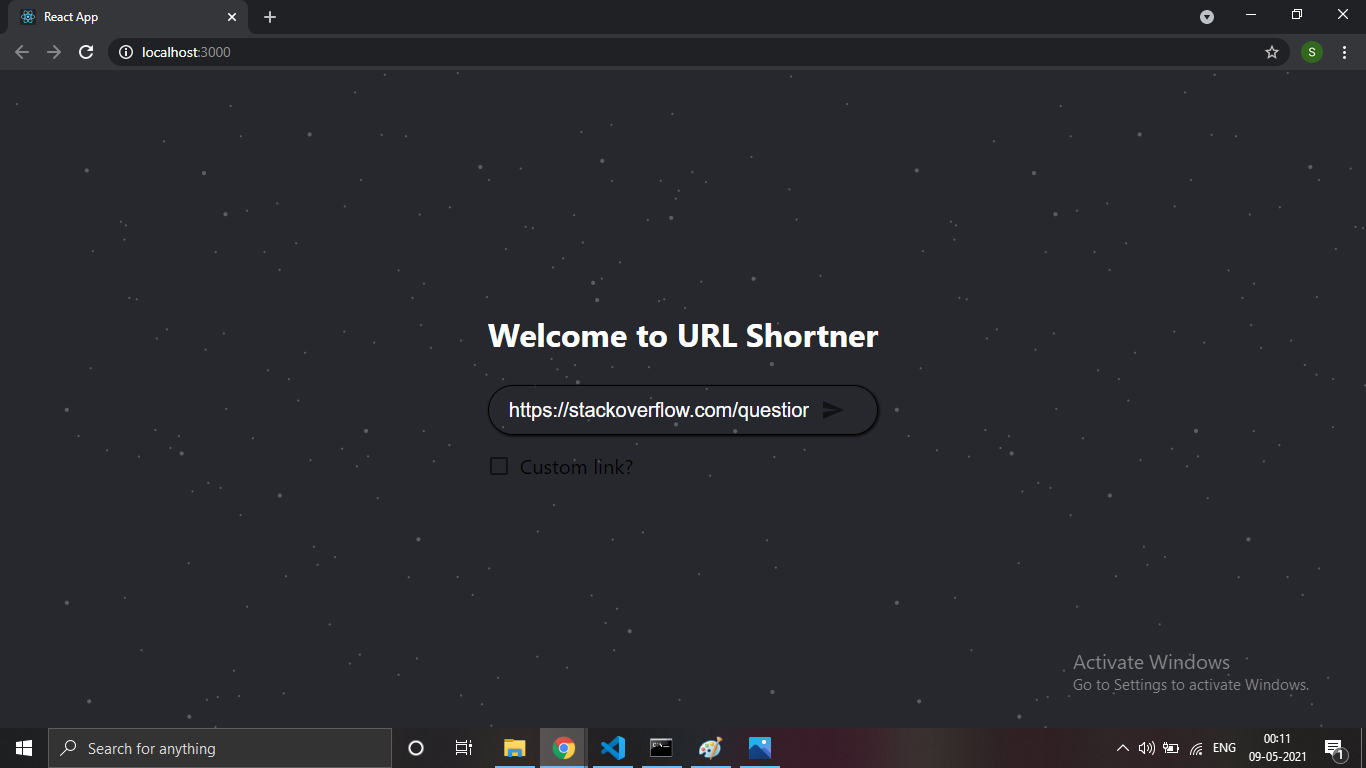 React App
localhost:3000
S
Welcome to URL Shortner
https://stackoverflow.com/question
Custom link?
Activate Windows
Go to Settings to activate Windows.
Search for anything
ENG
00:11
09-05-2021
1